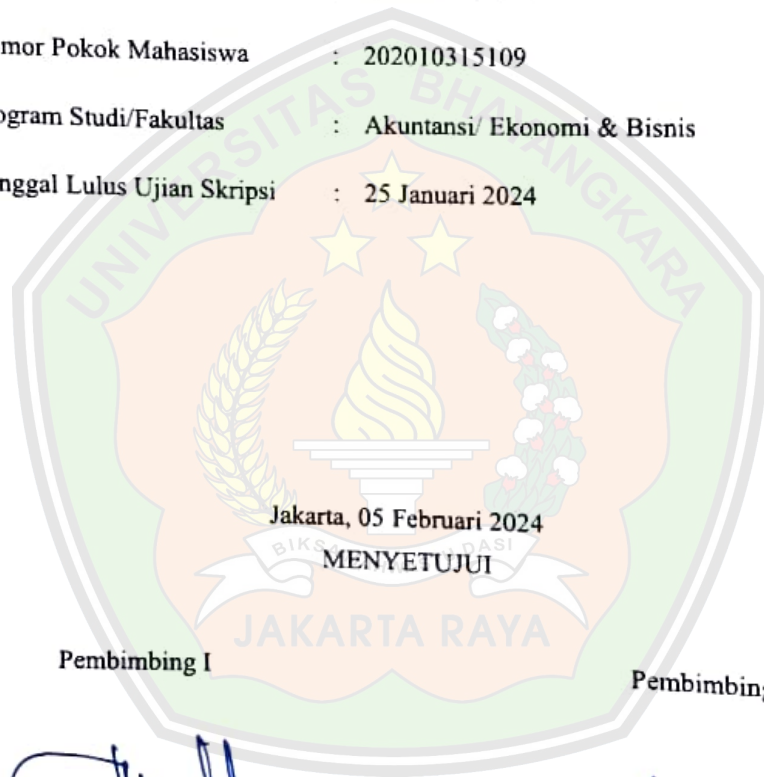 mor Pokok Mahasiswa : 202010315109
ogram Studi/Fakultas : Akuntansi/ Ekonomi & Bisnis
nggal Lulus Ujian Skripsi : 25 Januari 2024
UNIVERSITAS BHAYANGKARA
Jakarta, 05 Februari 2024
MENYETUJUI
JAKARTA RAYA
Pembimbing I
Pembimbing